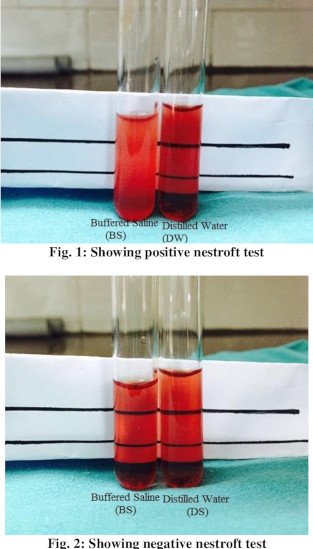 Buffered Saline Distilled Water
(BS) (DW)
Fig. 1: Showing positive nestroft test
Buffered Saline Distilled Water
(BS) (DS)
Fig. 2: Showing negative nestroft test